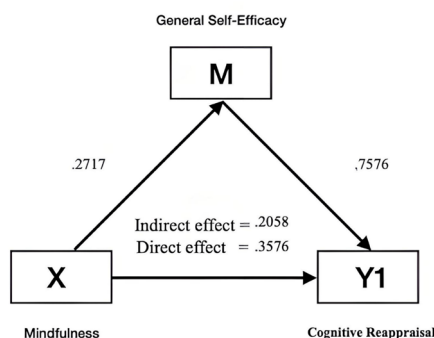 General Self-Efficacy
M
.2717
,7576
Indirect effect = .2058
Direct effect = .3576
X
Y1
Mindfulness
Cognitive Reappraisal